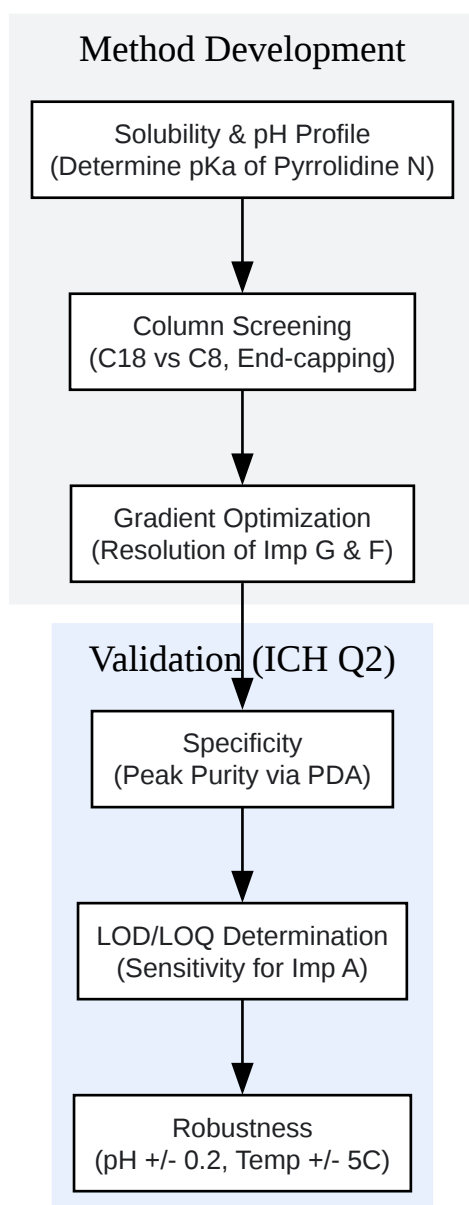 Method Development
Solubility & pH Profile
(Determine pKa of Pyrrolidine N)
Column Screening
(C18 vs C8, End-capping)
Gradient Optimization
(Resolution of Imp G & F)
Validation (ICH Q2)
Specificity
(Peak Purity via PDA)
LOD/LOQ Determination
(Sensitivity for Imp A)
Robustness
(pH +/- 0.2, Temp +/- 5C)